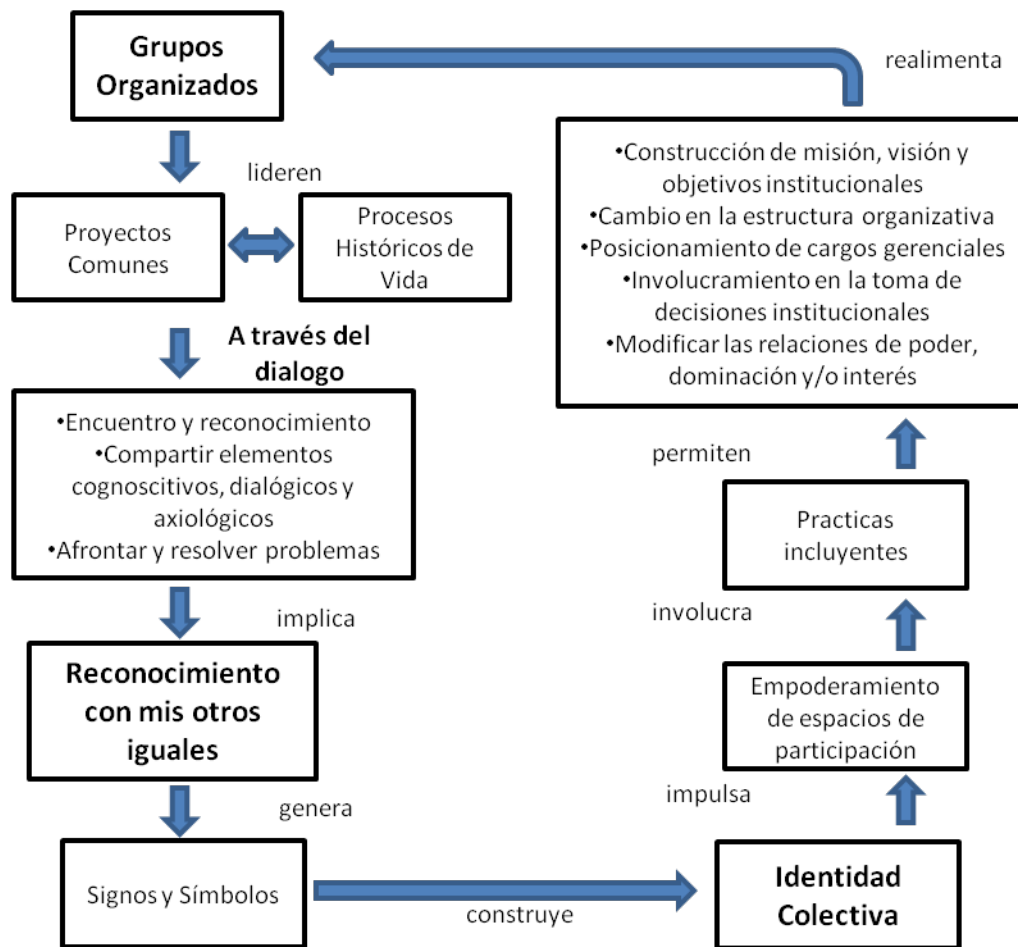 Grupos
Organizados
lideren
Proyectos
Comunes
Procesos
Históricos de
Vida
A través del
dialogo
•Encuentro y reconocimiento
•Compartir elementos
cognoscitivos, dialógicos y
axiológicos
•Afrontar y resolver problemas
implica
Reconocimiento
con mis otros
iguales
genera
Signos y Símbolos
construye
Identidad
Colectiva
impulsa
Empoderamiento
de espacios de
participación
involucra
Practicas
incluyentes
permiten
•Construcción de misión, visión y
objetivos institucionales
•Cambio en la estructura organizativa
•Posicionamiento de cargos gerenciales
•Involucramiento en la toma de
decisiones institucionales
•Modificar las relaciones de poder,
dominación y/o interés
realimenta